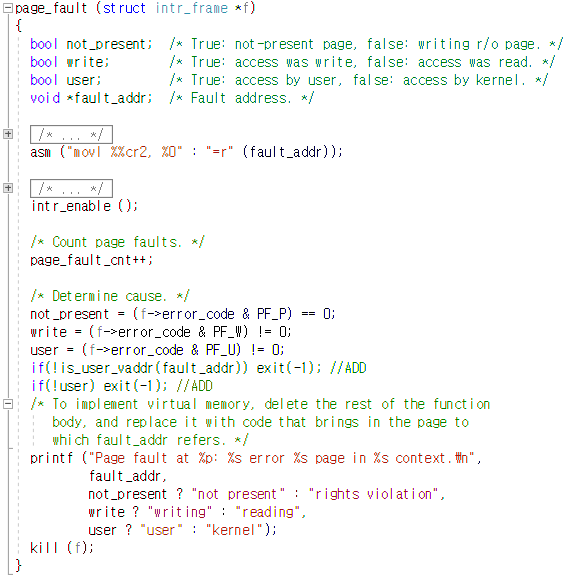 page_fault (struct intr_frame *f)
{
bool not_present;  /* True: not-present page, false: writing r/o page. */
bool write;        /* True: access was write, false: access was read. */
bool user;         /* True: access by user, false: access by kernel. */
void *fault_addr;  /* Fault address. */
/* ... */
asm ("movl %%cr2, %0" : "=r" (fault_addr));
/* ... */
intr_enable ();
/* Count page faults. */
page_fault_cnt++;
/* Determine cause. */
not_present = (f->error_code & PF_P) == 0;
write = (f->error_code & PF_W) != 0;
user = (f->error_code & PF_U) != 0;
if(!is_user_vaddr(fault_addr)) exit(-1); //ADD
if(!user) exit(-1); //ADD
/* To implement virtual memory, delete the rest of the function
body, and replace it with code that brings in the page to
which fault_addr refers. */
printf ("Page fault at %p: %s error %s page in %s context.₩n",
fault_addr,
not_present ? "not present" : "rights violation",
write ? "writing" : "reading",
user ? "user" : "kernel");
kill (f);
}